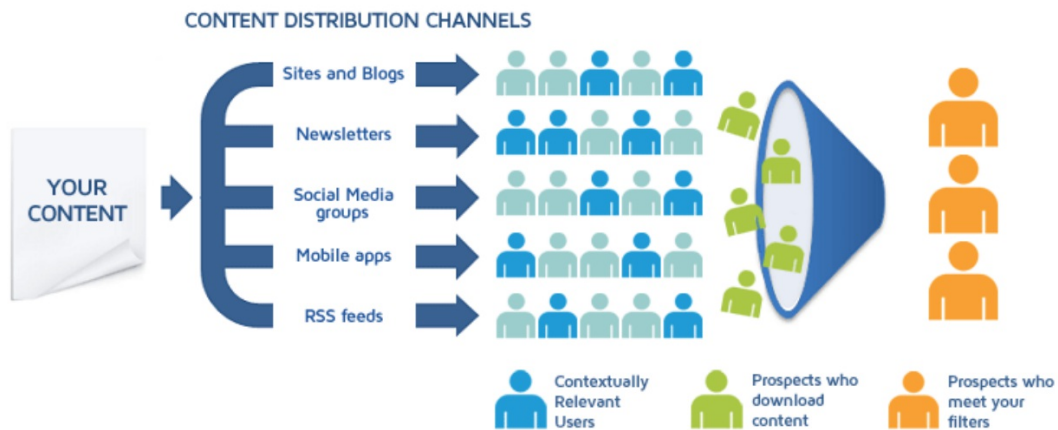 CONTENT DISTRIBUTION CHANNELS
YOUR
CONTENT
Sites and Blogs
Newsletters
Social Media
groups
Mobile apps
RSS feeds
Contextually
Relevant
Users
Prospects who
download
content
Prospects who
meet your
filters